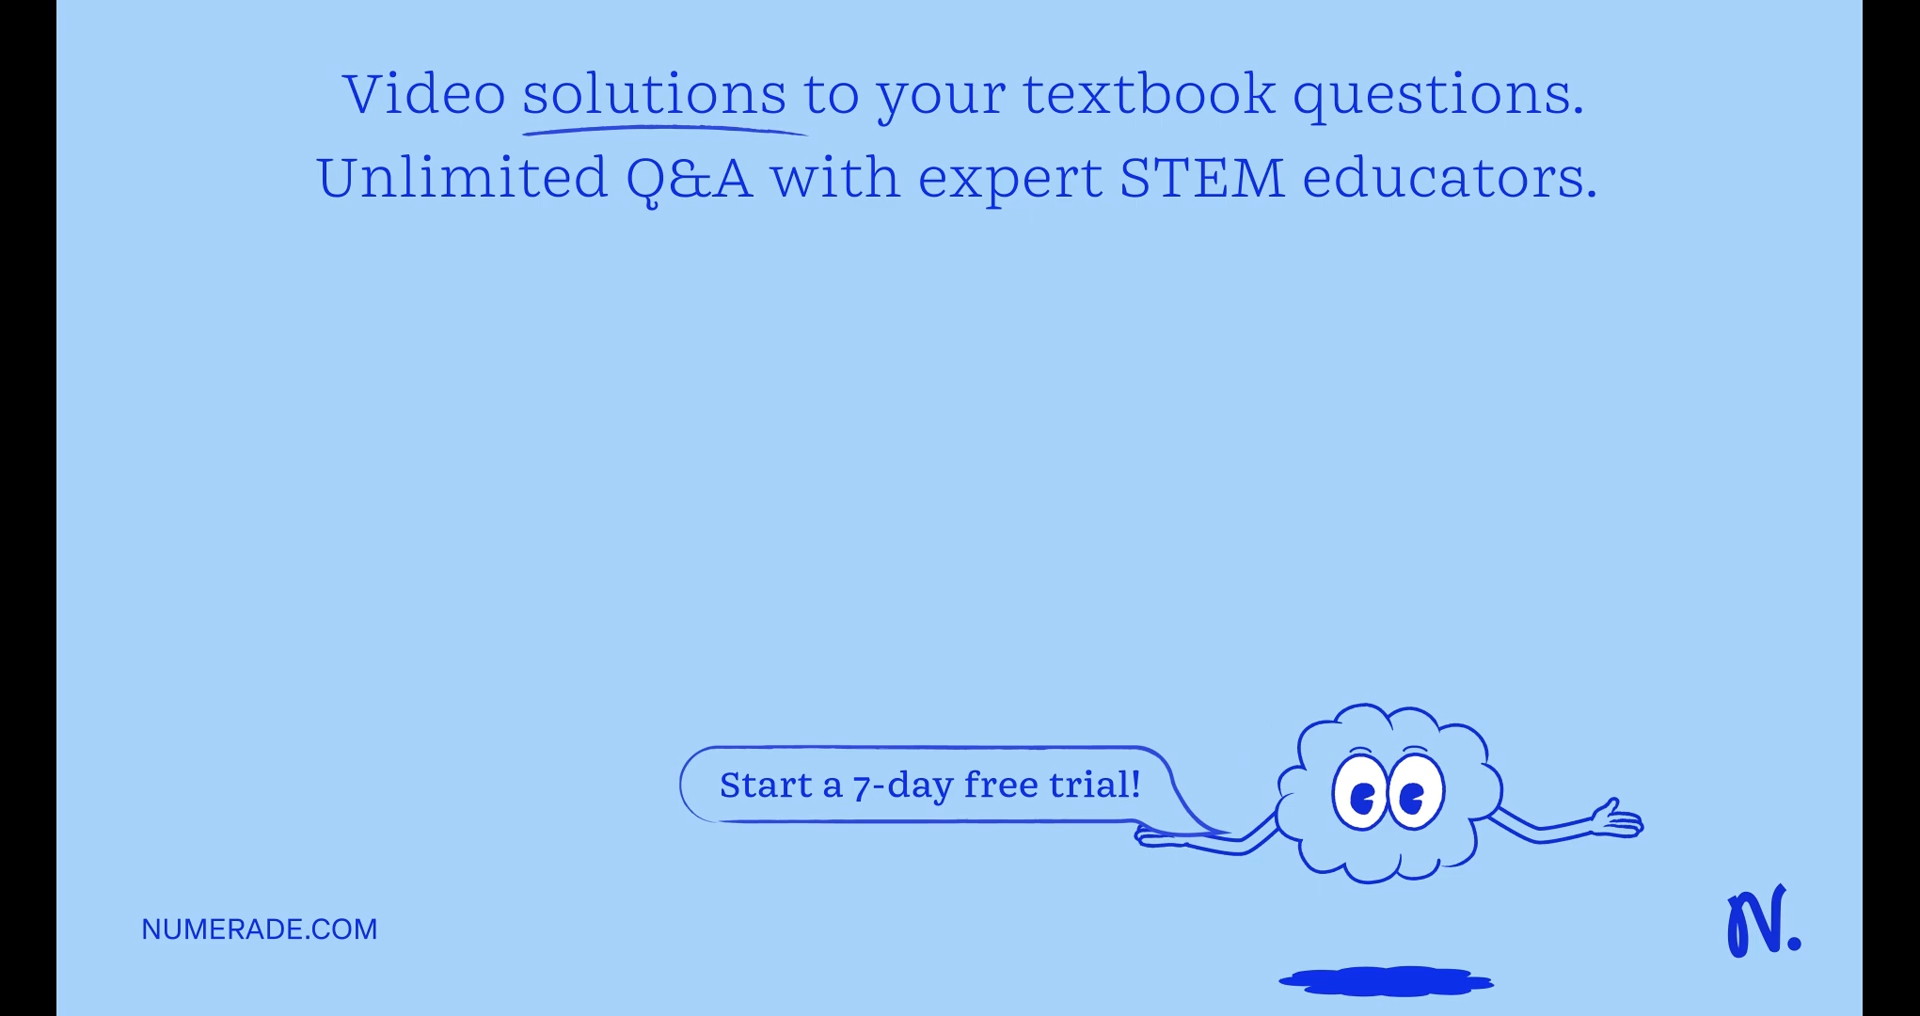 Video solutions to your textbook questions.
Unlimited Q&A with expert STEM educators.
Start a 7-day free trial!
NUMERADE.COM
N.